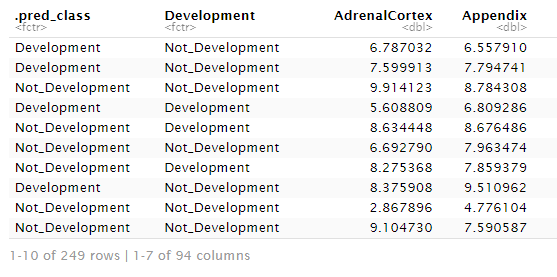 .pred_class Development AdrenalCortex Appendix
<fctr> <fctr> <dbl> <dbl>
Development Not_Development 6.787032 6.557910
Development Not_Development 7.599913 7.794741
Not_Development Not_Development 9.914123 8.784308
Development Development 5.608809 6.809286
Not_Development Development 8.634448 8.676486
Not_Development Not_Development 6.692790 7.963474
Not_Development Development 8.275368 7.859379
Development Not_Development 8.375908 9.510962
Not_Development Not_Development 2.867896 4.776104
Not_Development Not_Development 9.104730 7.590587
1-10 of 249 rows | 1-7 of 94 columns